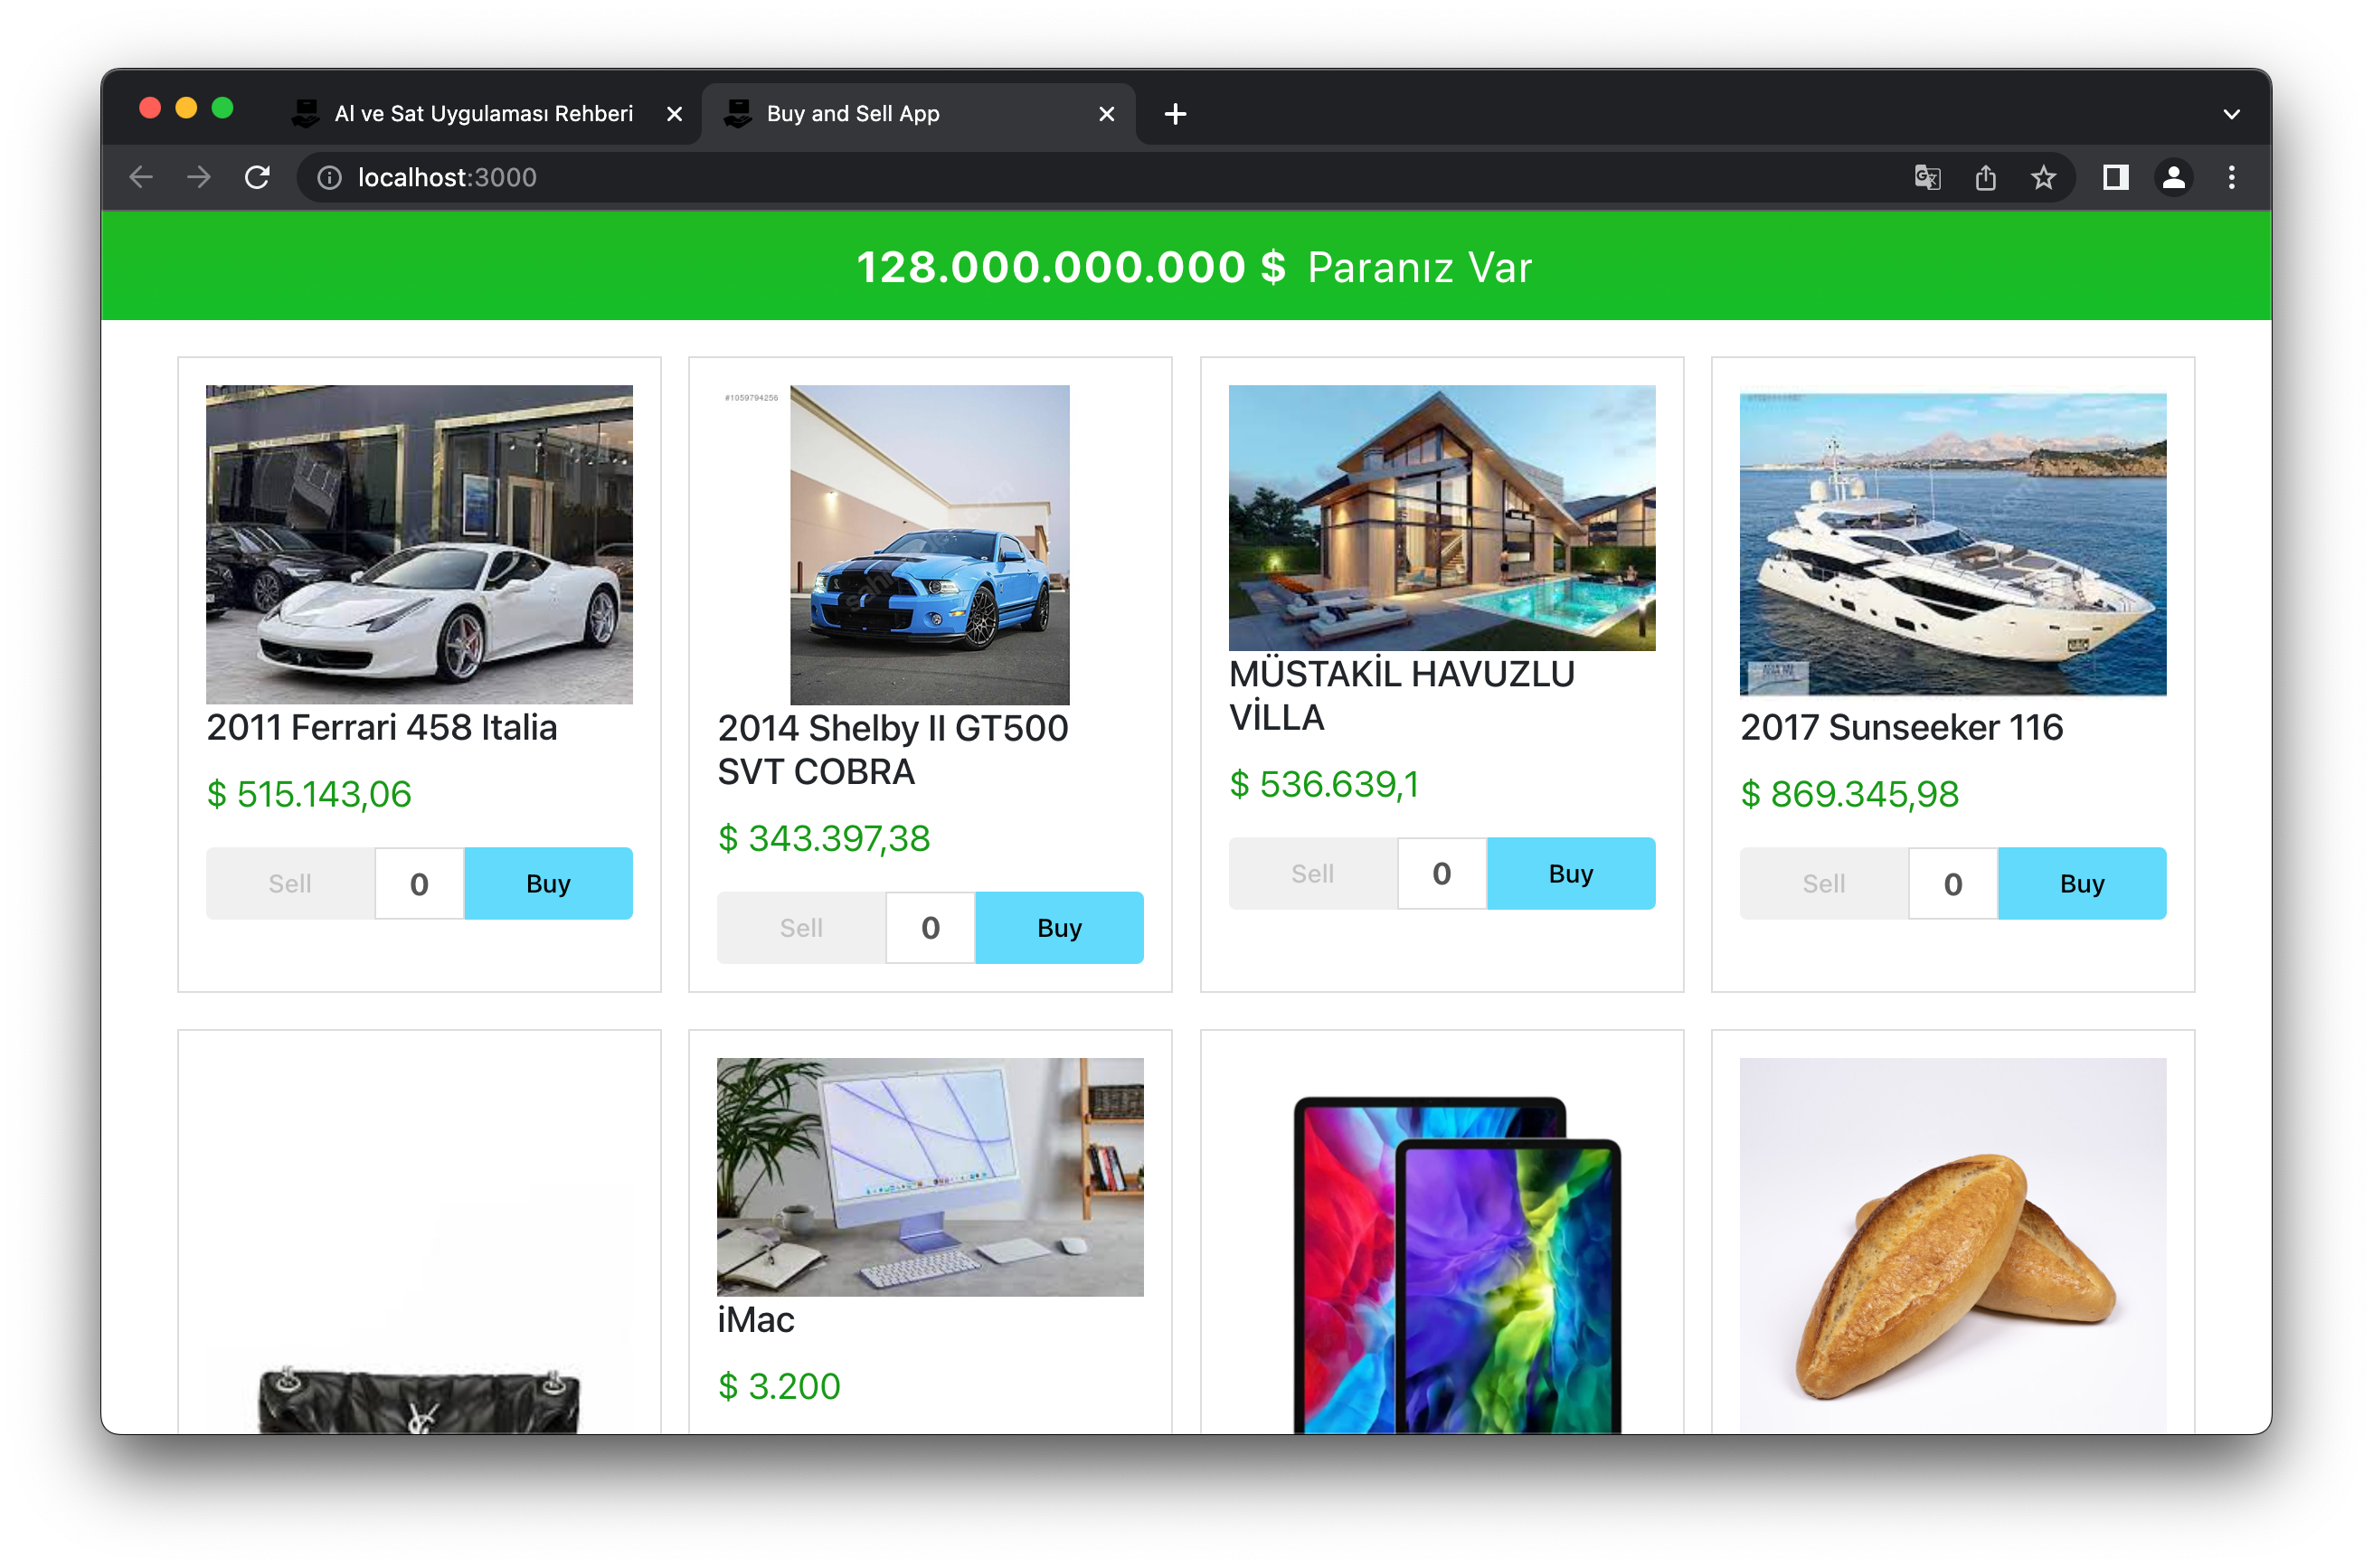 Al ve Sat Uygulaması Rehberi
Buy and Sell App
localhost:3000
128.000.000.000 $ Paranız Var
#1059794256
2011 Ferrari 458 Italia
$ 515.143,06
Sell 0 Buy
2014 Shelby II GT500
SVT COBRA
$ 343.397,38
Sell 0 Buy
MÜSTAKİL HAVUZLU
VİLLA
$ 536.639,1
Sell 0 Buy
2017 Sunseeker 116
$ 869.345,98
Sell 0 Buy
iMac
$ 3.200